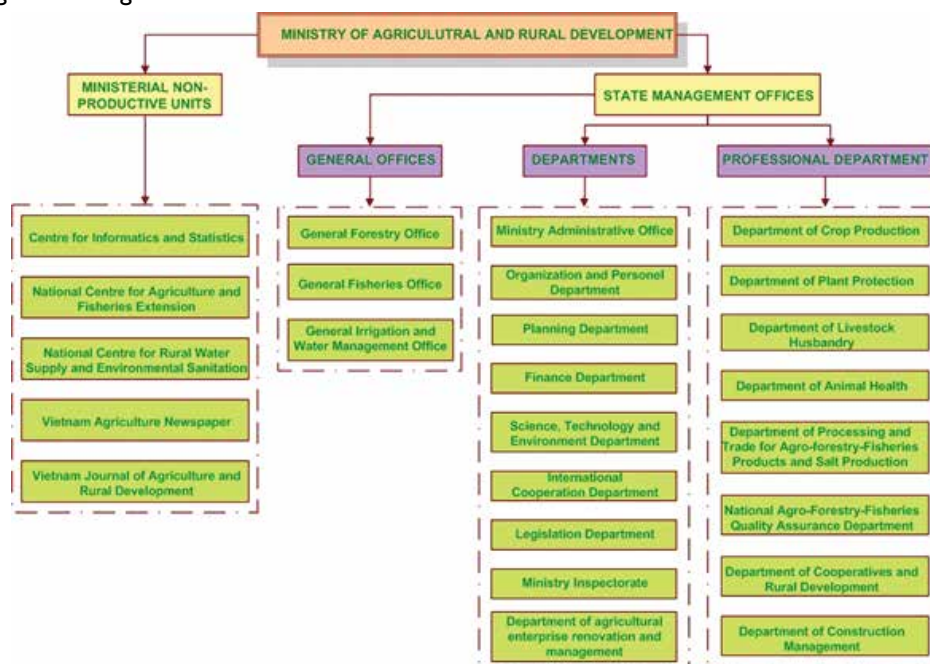 MINISTRY OF AGRICULUTRAL AND RURAL DEVELOPMENT
MINISTERIAL NON-
PRODUCTIVE UNITS
STATE MANAGEMENT OFFICES
GENERAL OFFICES
DEPARTMENTS
PROFESSIONAL DEPARTMENT
Centre for Informatics and Statistics
National Centre for Agriculture and
Fisheries Extension
National Centre for Rural Water
Supply and Environmental Sanitation
Vietnam Agriculture Newspaper
Vietnam Journal of Agriculture and
Rural Development
General Forestry Office
General Fisheries Office
General Irrigation and
Water Management Office
Ministry Administrative Office
Organization and Personel
Department
Planning Department
Finance Department
Science, Technology and
Environment Department
International
Cooperation Department
Legislation Department
Ministry Inspectorate
Department of agricultural
enterprise renovation and
management
Department of Crop Production
Department of Plant Protection
Department of Livestock
Husbandry
Department of Animal Health
Department of Processing and
Trade for Agro-forestry-Fisheries
Products and Salt Production
National Agro-Forestry-Fisheries
Quality Assurance Department
Department of Cooperatives and
Rural Development
Department of Construction
Management